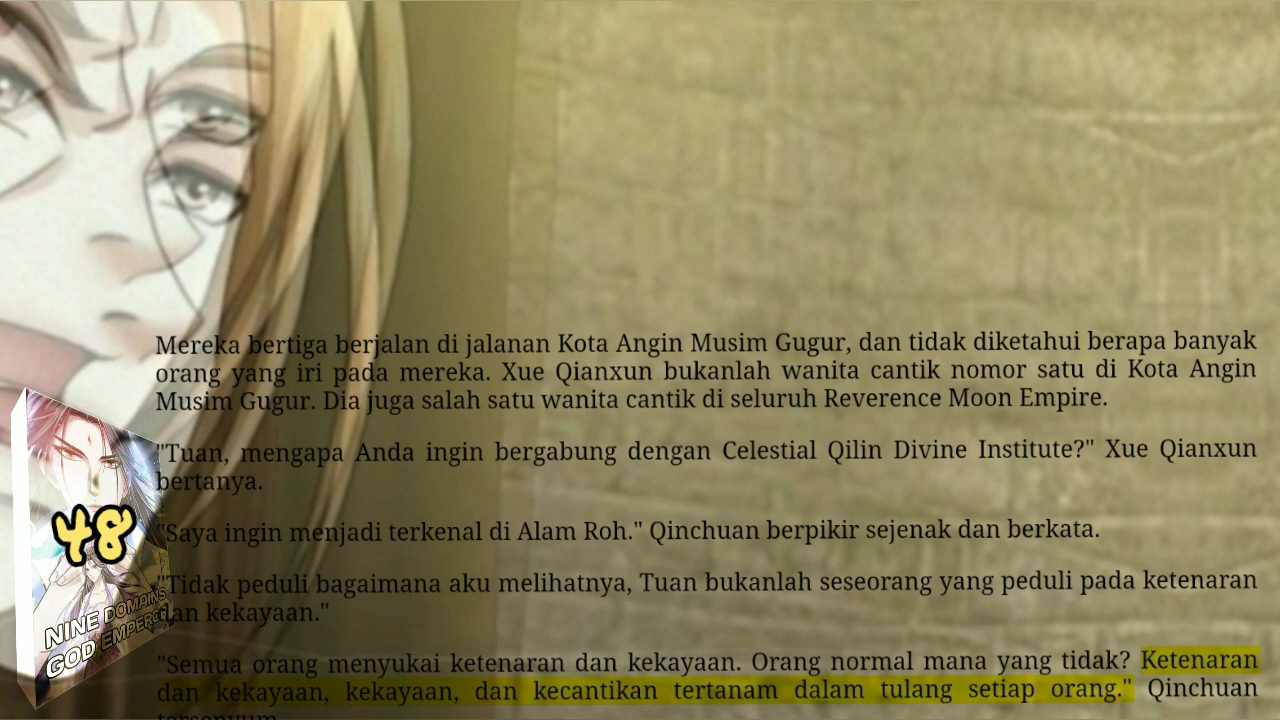 Mereka bertiga berjalan di jalanan Kota Angin Musim Gugur, dan tidak diketahui berapa banyak
orang yang iri pada mereka. Xue Qianxun bukanlah wanita cantik nomor satu di Kota Angin
Musim Gugur. Dia juga salah satu wanita cantik di seluruh Reverence Moon Empire.
"Tuan, mengapa Anda ingin bergabung dengan Celestial Qilin Divine Institute?" Xue Qianxun
bertanya.
"Saya ingin menjadi terkenal di Alam Roh." Qinchuan berpikir sejenak dan berkata.
"Tidak peduli bagaimana aku melihatnya, Tuan bukanlah seseorang yang peduli pada ketenaran
dan kekayaan."
"Semua orang menyukai ketenaran dan kekayaan. Orang normal mana yang tidak? Ketenaran
dan kekayaan, kekayaan, dan kecantikan tertanam dalam tulang setiap orang." Qinchuan
tersenyum.
48
NINE DOMAINS
GOD EMPEROR